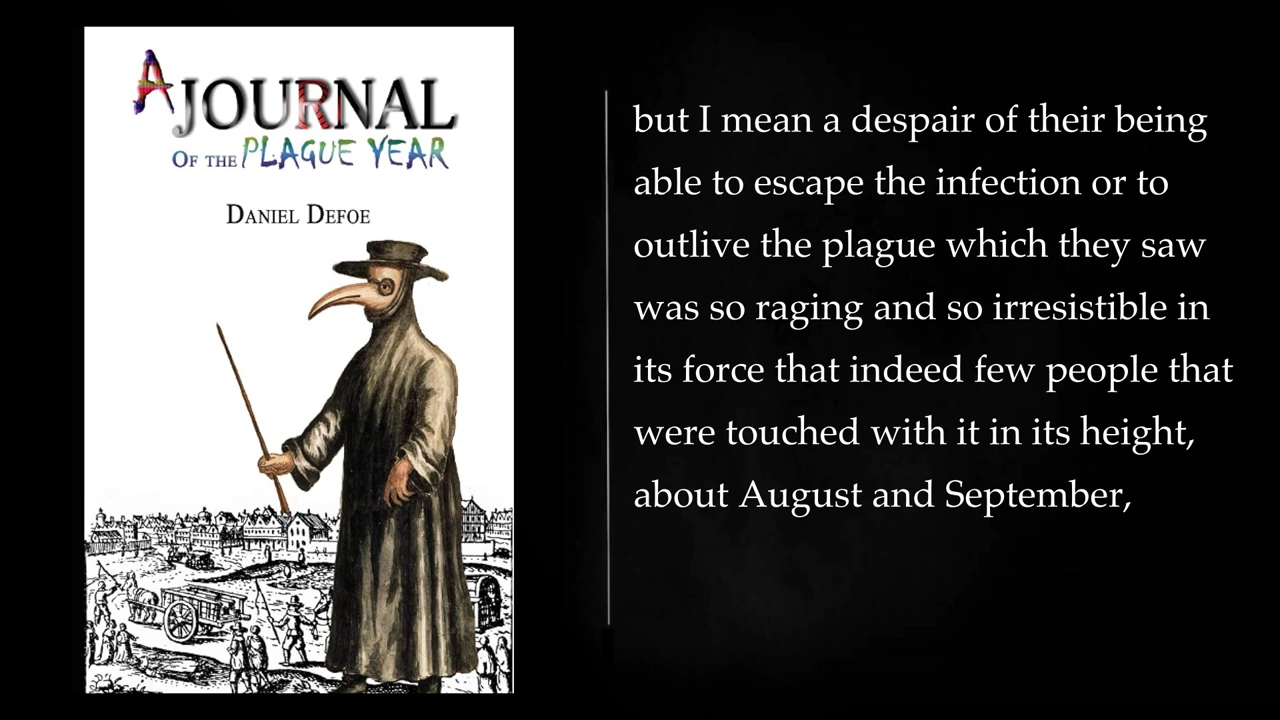 A JOURNAL
OF THE PLAGUE YEAR
DANIEL DEFOE
but I mean a despair of their being
able to escape the infection or to
outlive the plague which they saw
was so raging and so irresistible in
its force that indeed few people that
were touched with it in its height,
about August and September,